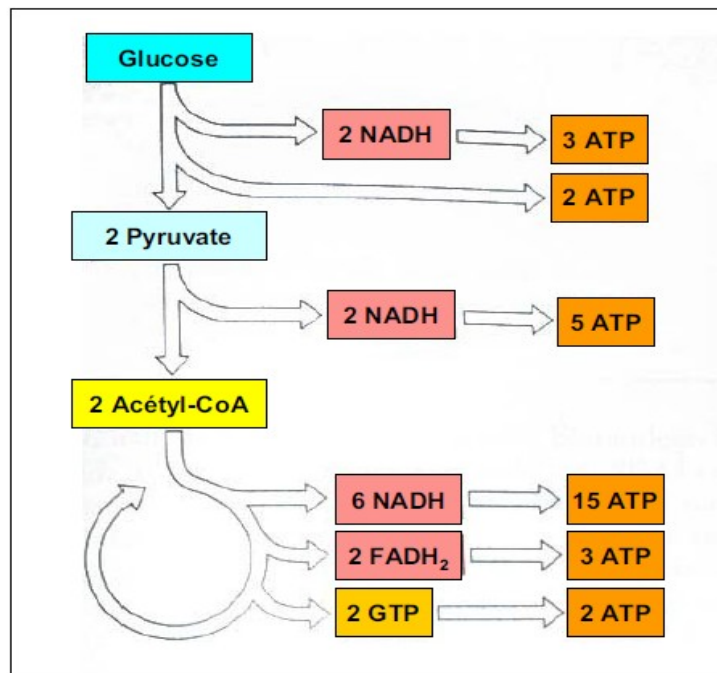 Glucose
2 NADH
3 ATP
2 ATP
2 Pyruvate
2 NADH
5 ATP
2 Acétyl-CoA
6 NADH
15 ATP
2 FADH₂
3 ATP
2 GTP
2 ATP